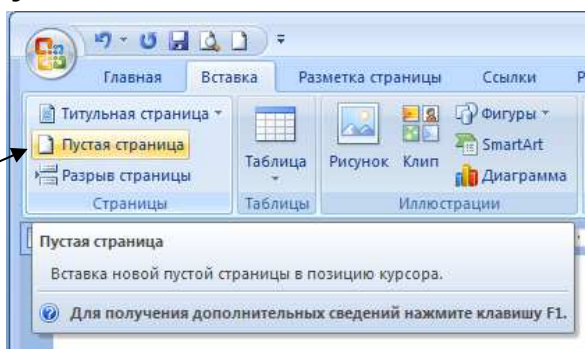 Главная Вставка Разметка страницы Ссылки Р
Титульная страница
Пустая страница
Разрыв страницы
Страницы
Таблица
Таблицы
Рисунок Клип
Фигуры
SmartArt
Диаграмма
Иллюстрации
Пустая страница
Вставка новой пустой страницы в позицию курсора.
Для получения дополнительных сведений нажмите клавишу F1.